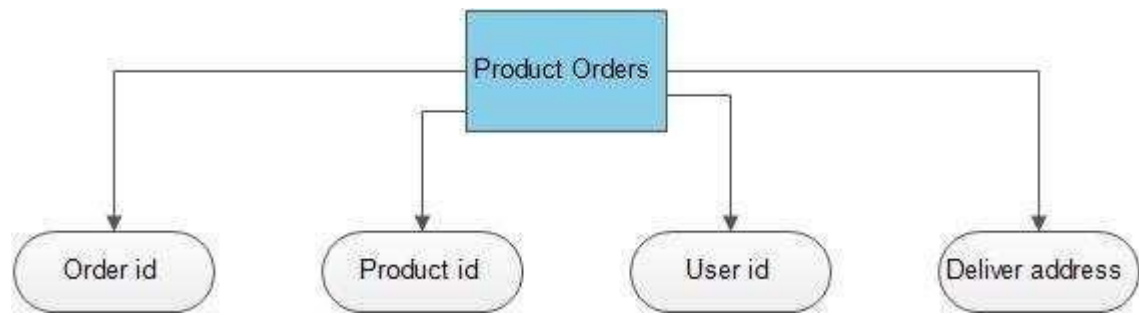 Product Orders
Order id
Product id
User id
Deliver address